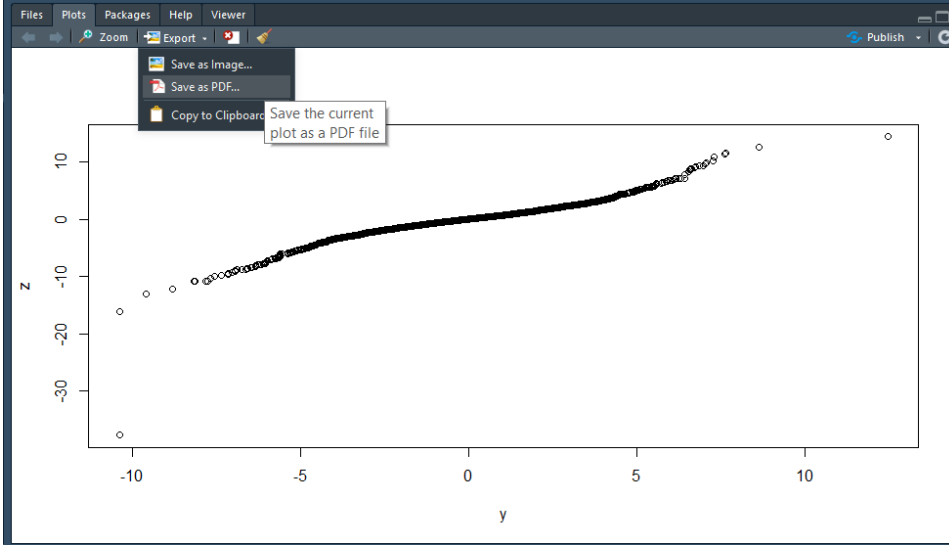 Files Plots Packages Help Viewer
Zoom Export Publish
Save as Image...
Save as PDF...
Copy to Clipboard
Save the current
plot as a PDF file
10
0
-10
-20
-30
z
-10 -5 0 5 10
y